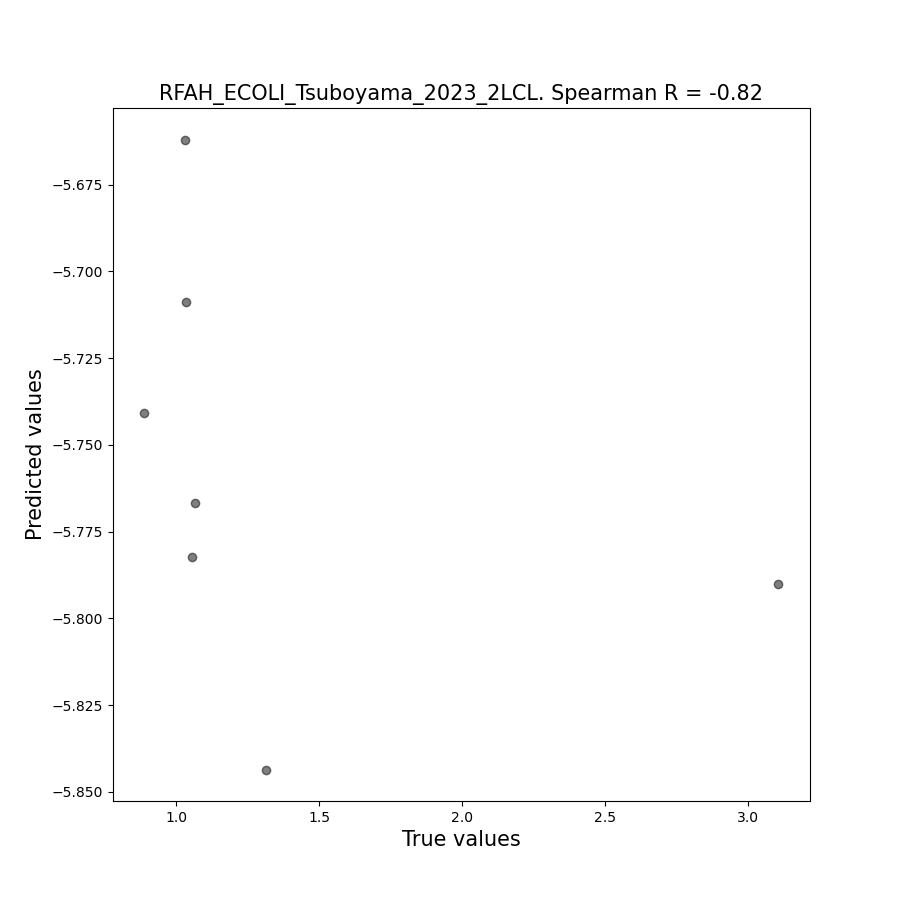 RFAH_ECOLI_Tsuboyama_2023_2LCL. Spearman R = -0.82
Predicted values
−5.675
−5.700
−5.725
−5.750
−5.775
−5.800
−5.825
−5.850
1.0 1.5 2.0 2.5 3.0
True values